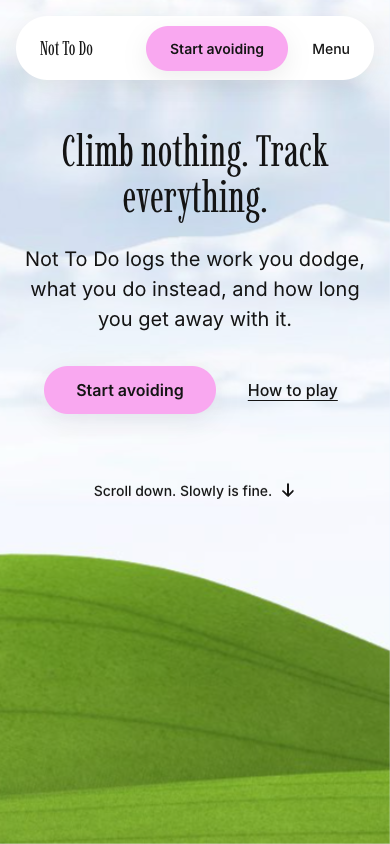 Not To Do
Start avoiding
Menu
Climb nothing. Track
everything.
Not To Do logs the work you dodge,
what you do instead, and how long
you get away with it.
Start avoiding
How to play
Scroll down. Slowly is fine.